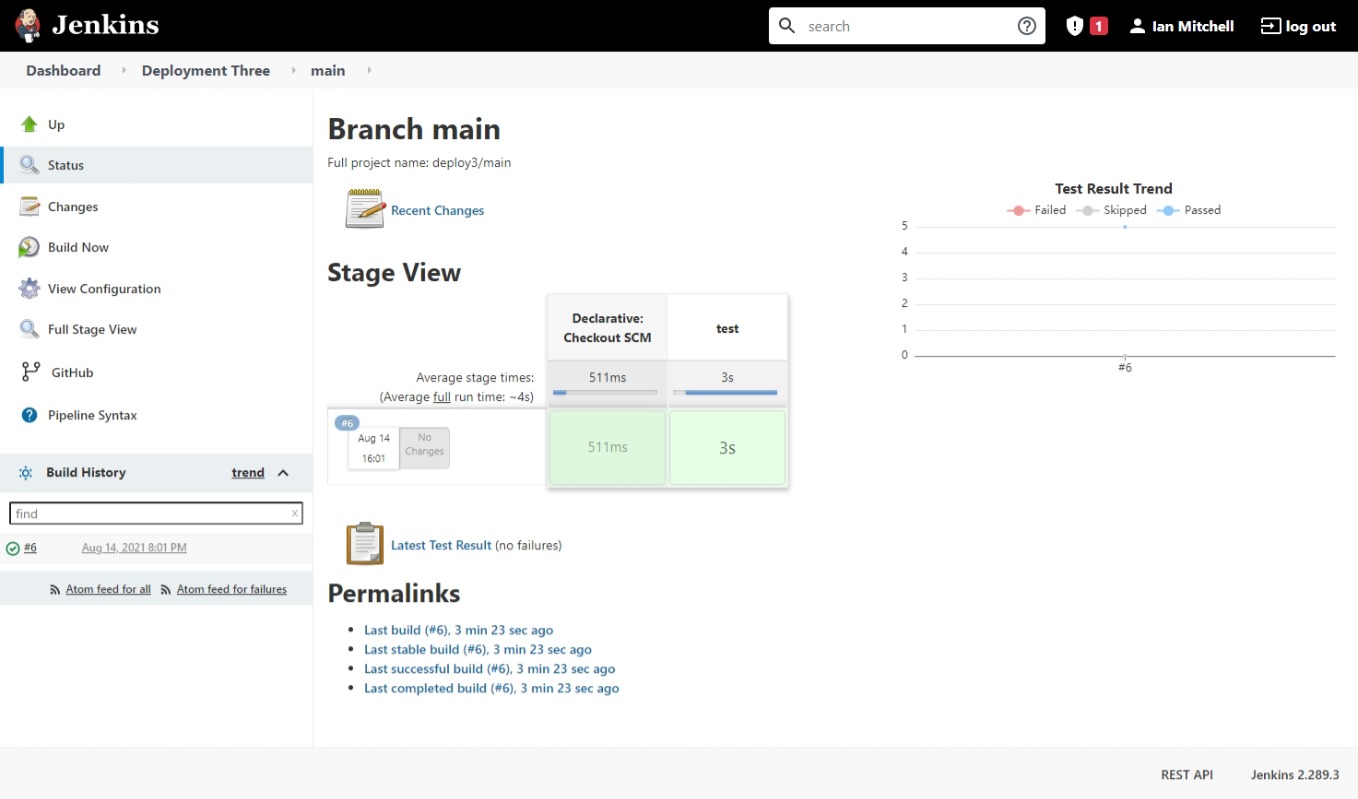 Jenkins
search
1
Ian Mitchell
log out
Dashboard
Deployment Three
main
Up
Status
Changes
Build Now
View Configuration
Full Stage View
GitHub
Pipeline Syntax
Build History
trend
find
x
#6
Aug 14, 2021 8:01 PM
Atom feed for all
Atom feed for failures
Branch main
Full project name: deploy3/main
Recent Changes
Stage View
Declarative:
Checkout SCM
test
Average stage times:
(Average full run time: ~4s)
511ms
3s
#6
Aug 14
16:01
No
Changes
511ms
3s
Latest Test Result (no failures)
Permalinks
Last build (#6), 3 min 23 sec ago
Last stable build (#6), 3 min 23 sec ago
Last successful build (#6), 3 min 23 sec ago
Last completed build (#6), 3 min 23 sec ago
Test Result Trend
Failed
Skipped
Passed
5
4
3
2
1
0
#6
REST API
Jenkins 2.289.3